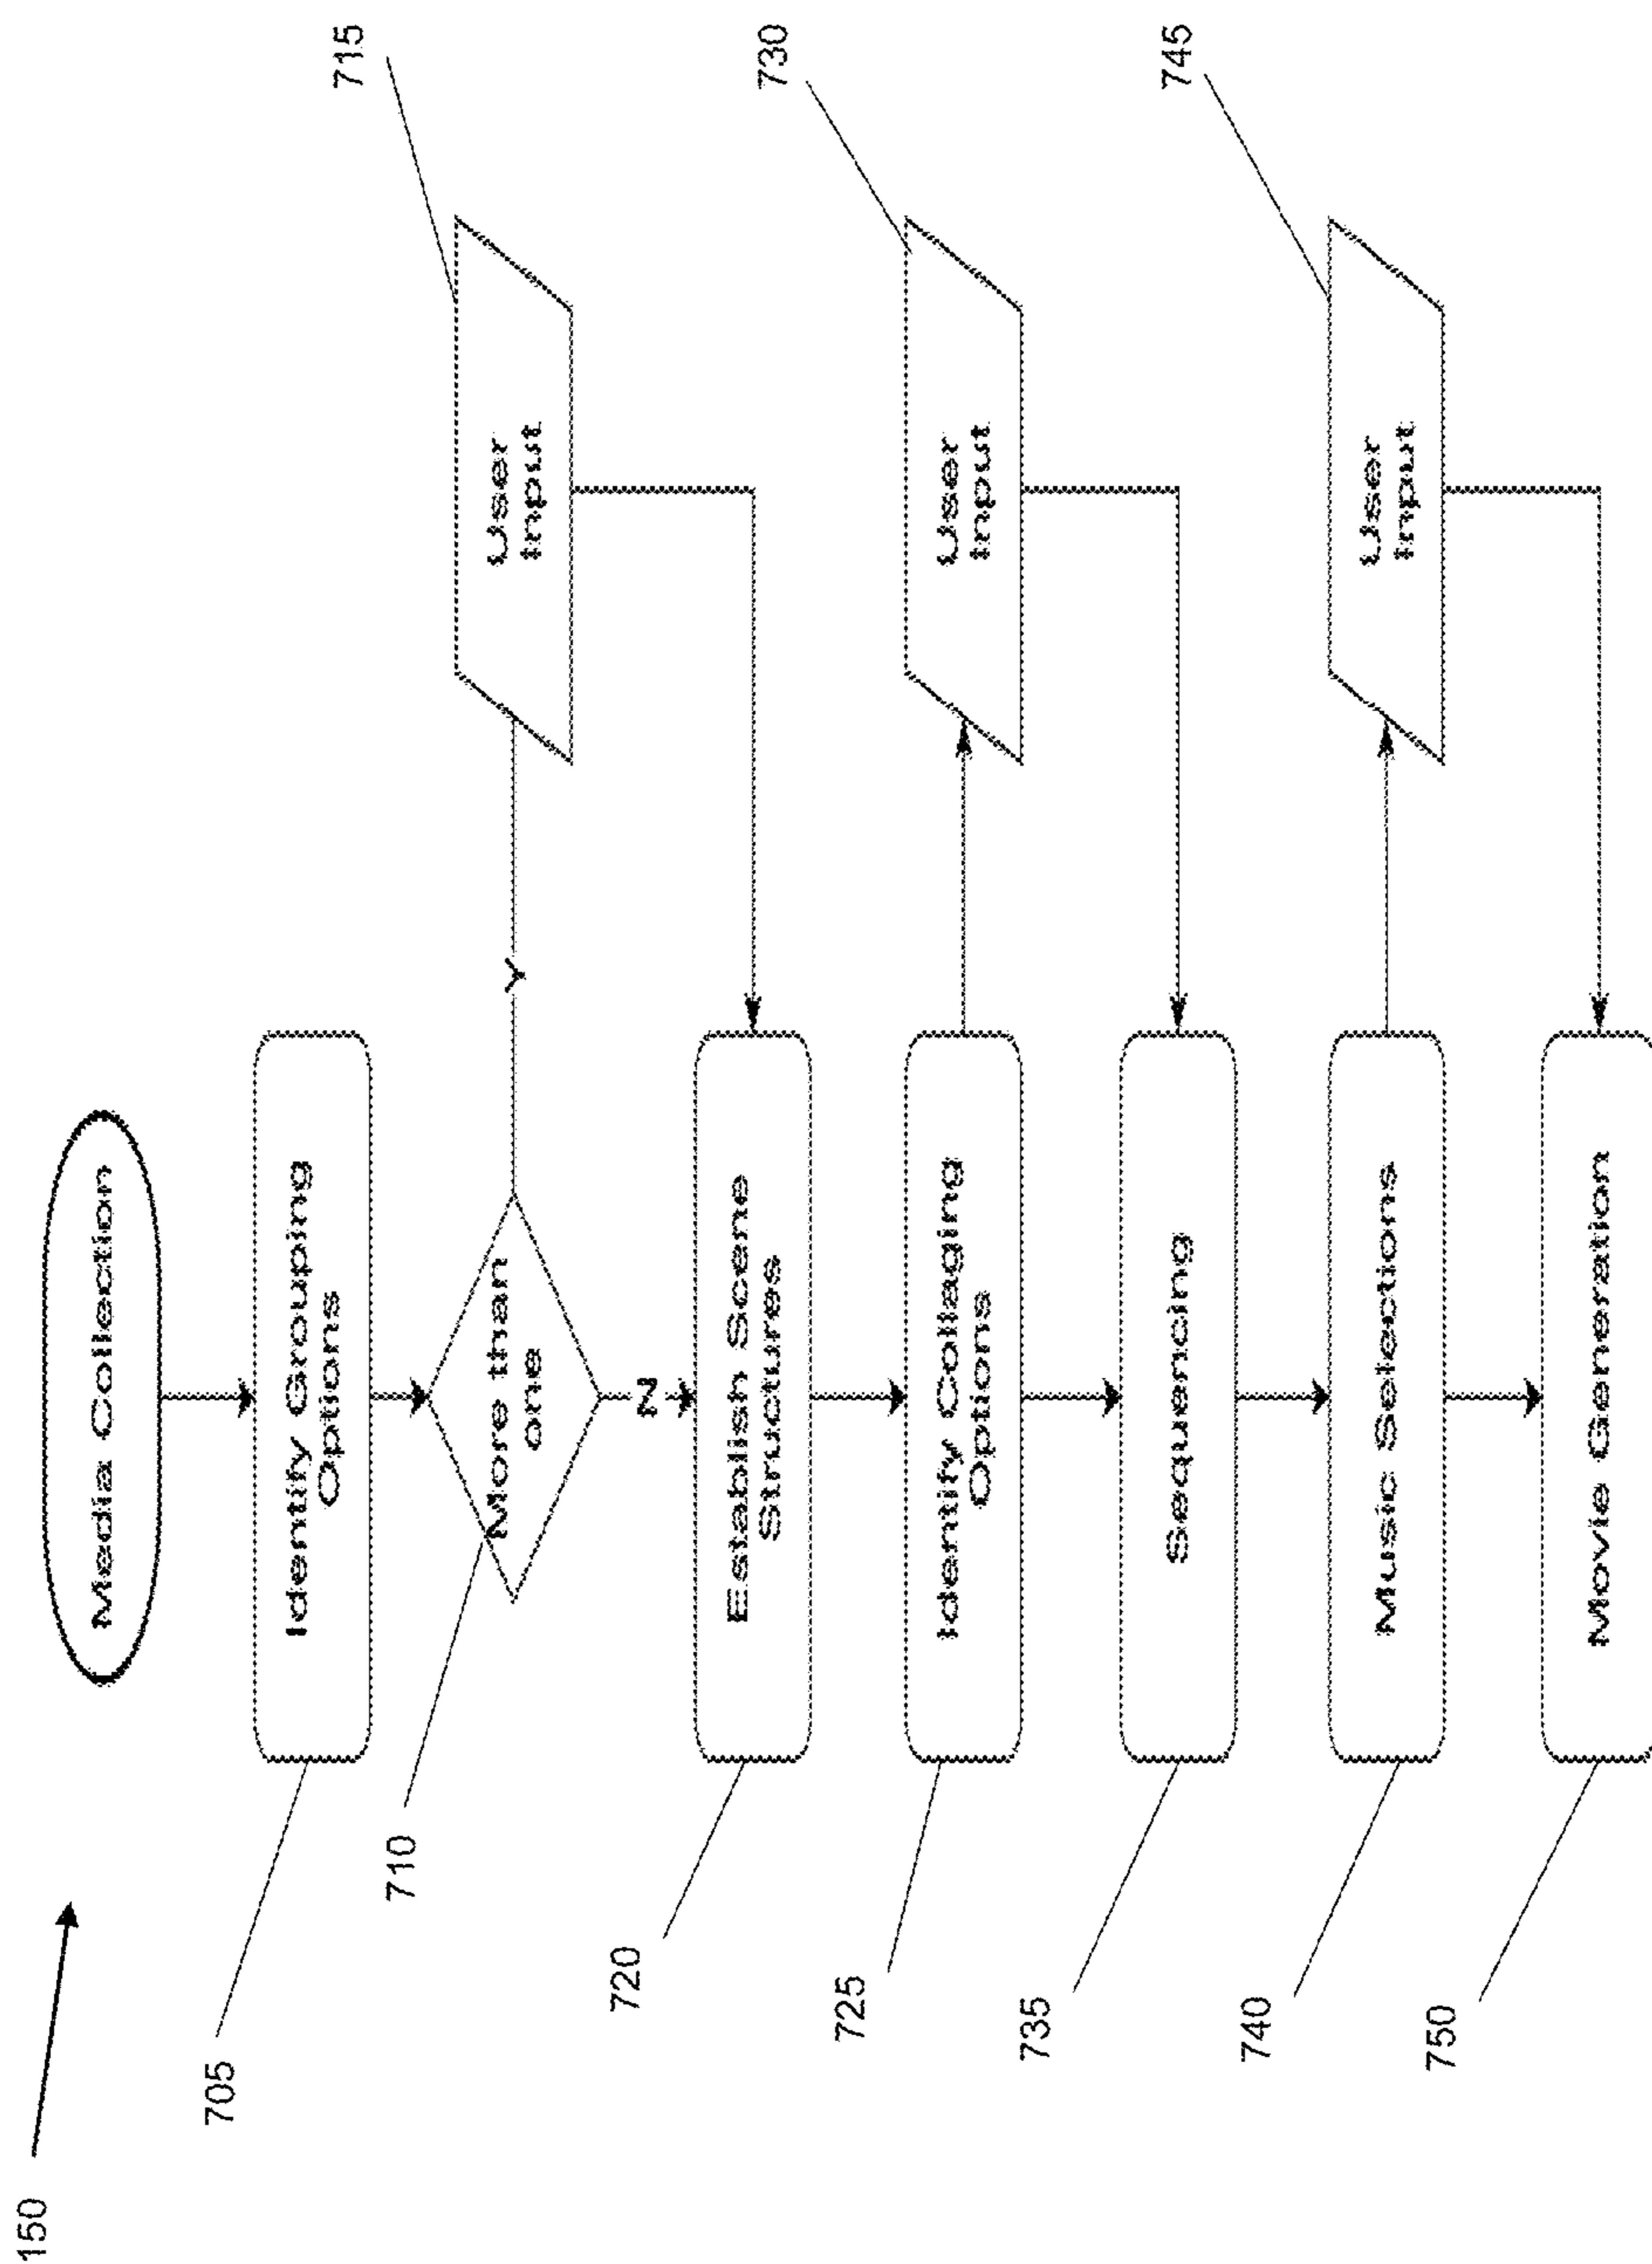 150
Media Collection
705
Identify Grouping
Options
710
More than
one
Y
715
User
Input
N
720
Establish Scene
Structures
725
Identify Collaging
Options
730
User
Input
735
Sequencing
740
Music Selections
745
User
Input
750
Movie Generation